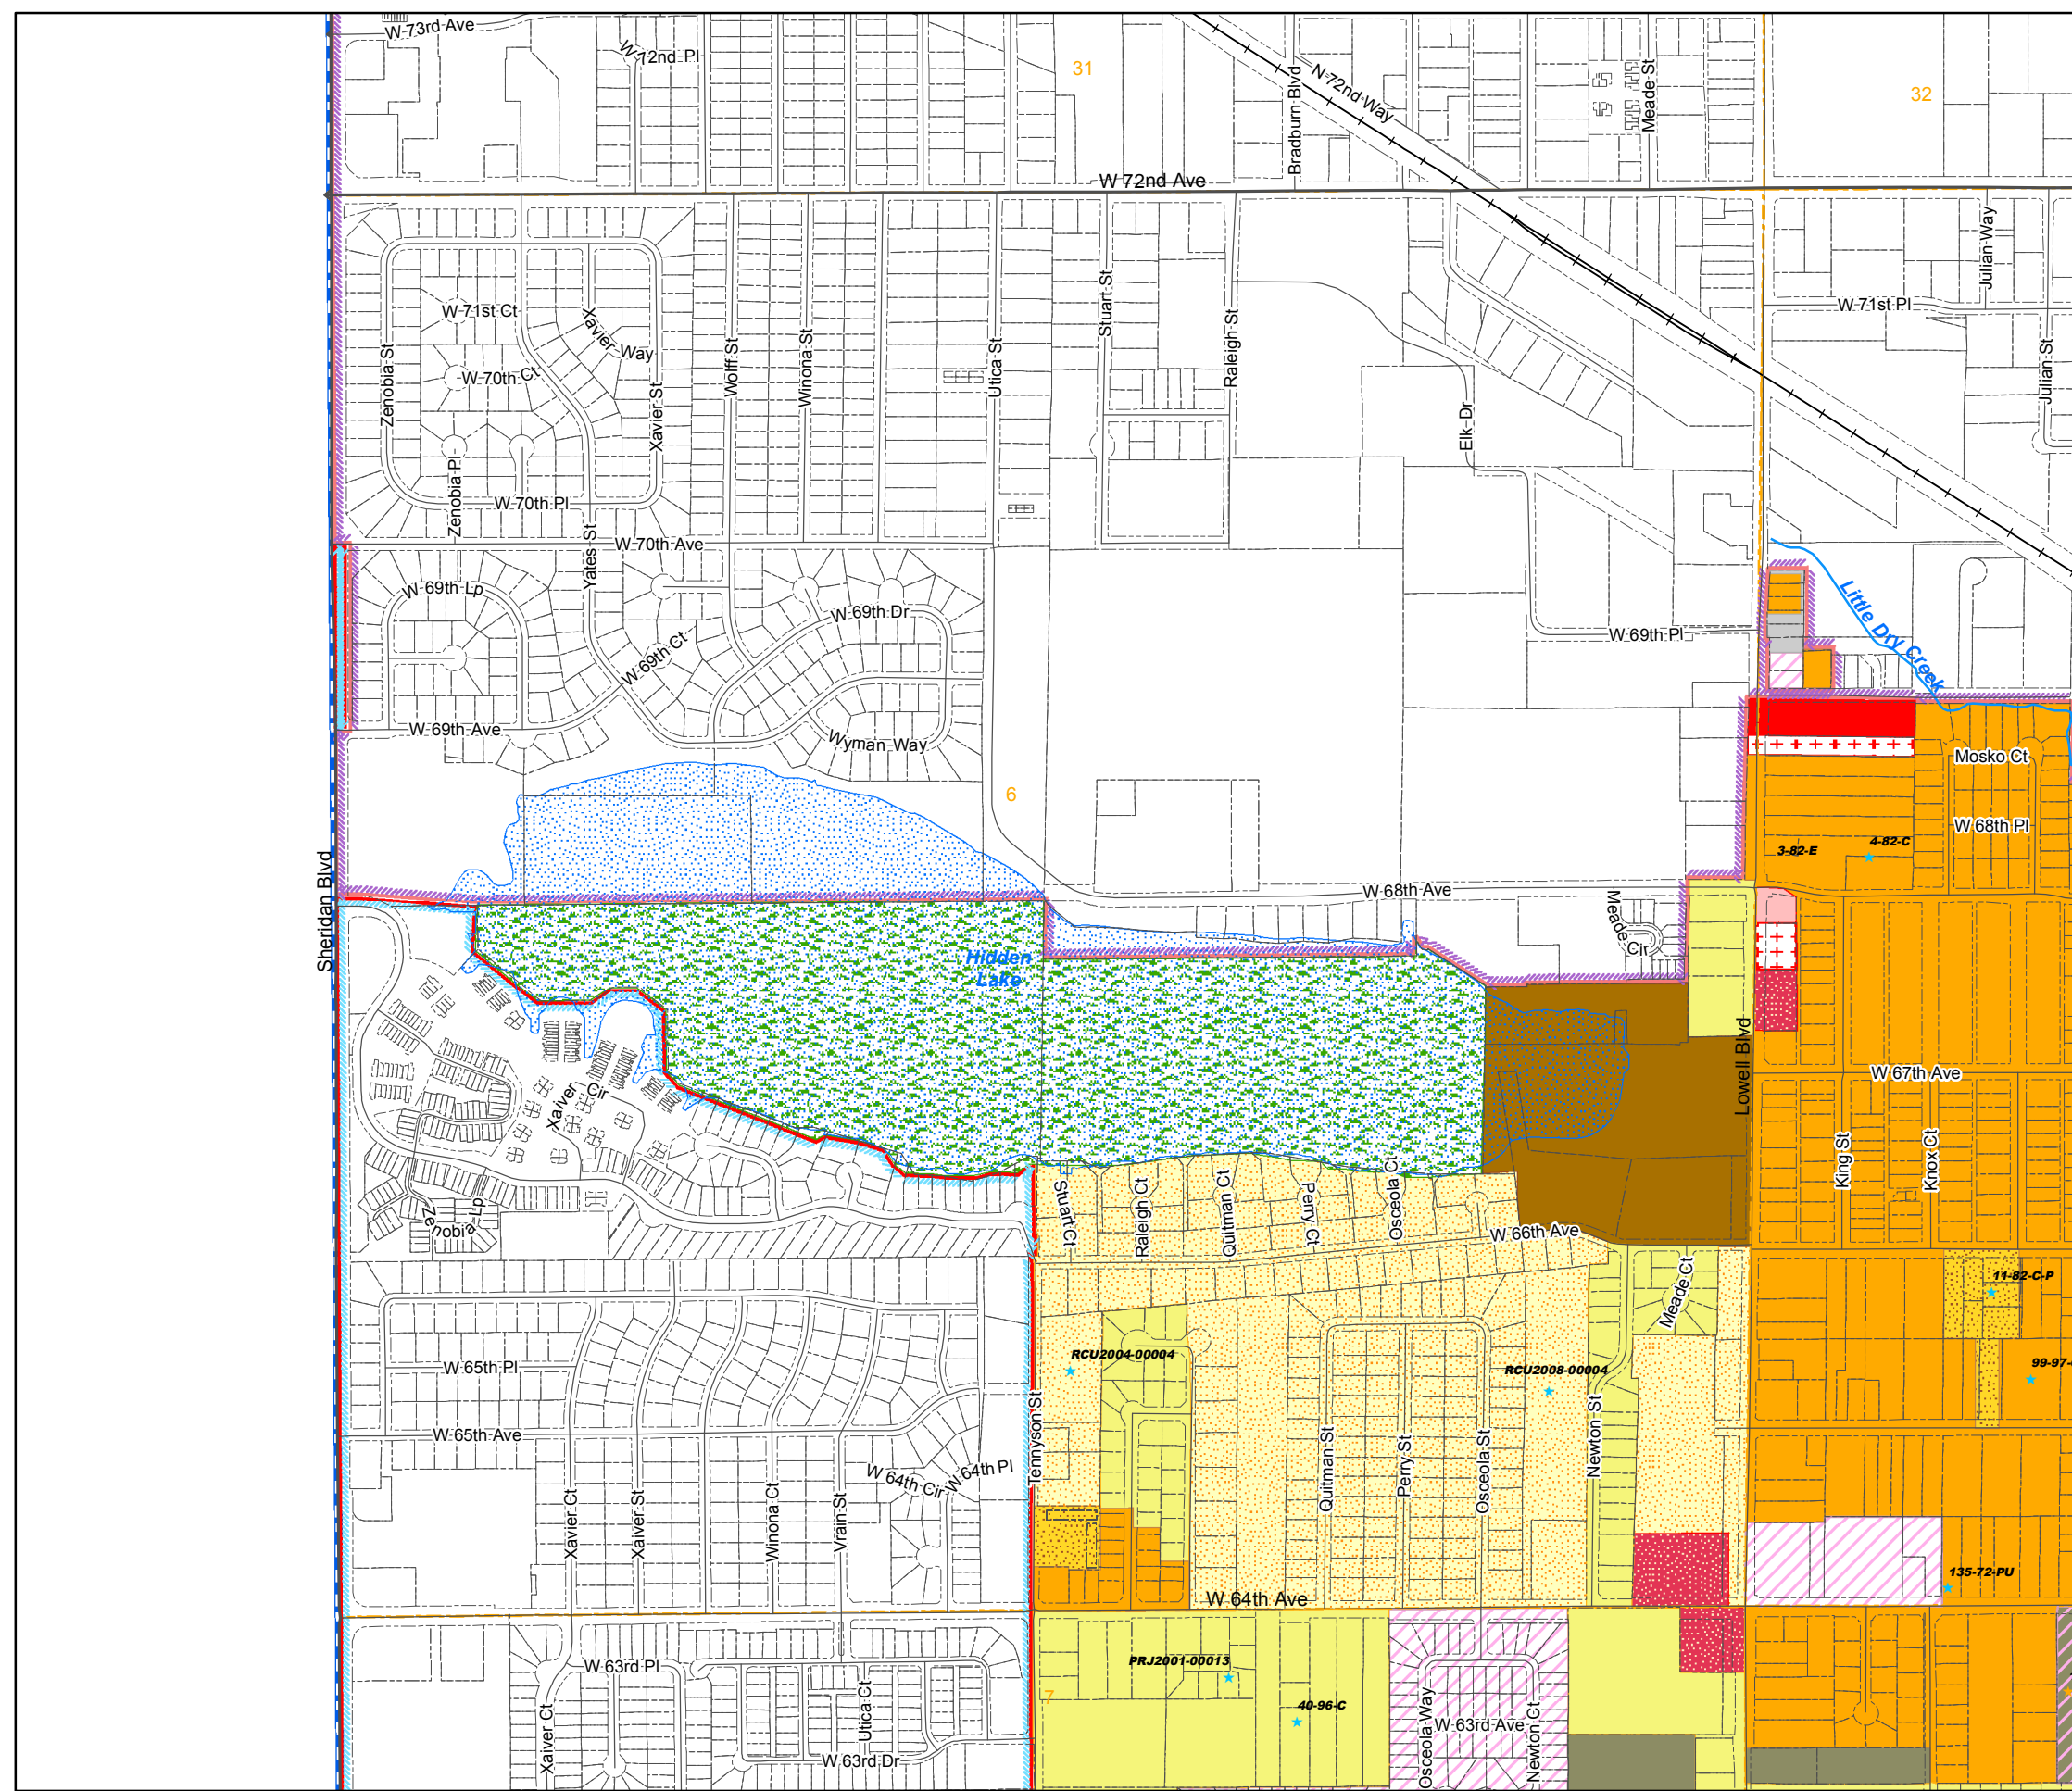 W 73rd Ave
W 72nd Pl
31
Bradburn Blvd
N 72nd Way
Meade St
32
W 72nd Ave
Julian Way
W 71st Ct
Xavier Way
Zenobia St
W 70th Ct
Xavier St
Wolff St
Winona St
Utica St
Stuart St
Raleigh St
Elk Dr
W 71st Pl
Julian St
Zenobia Pl
W 70th Pl
Yates St
W 70th Ave
W 69th Lp
W 69th Dr
W 69th Ct
W 69th Pl
Little Dry Creek
W 69th Ave
Wyman Way
6
Mosko Ct
W 68th Pl
3-82-E
4-82-C
Sheridan Blvd
W 68th Ave
Meade Cir
Hidden
Lake
Lowell Blvd
W 67th Ave
Xaiver Cir
King St
Knox Ct
Zenobia Lp
Stuart Ct
Raleigh Ct
Quitman Ct
Perry Ct
Osceola Ct
W 66th Ave
Meade Ct
11-82-C-P
W 65th Pl
RCU2004-00004
RCU2008-00004
99-97-
W 65th Ave
W 64th Cir
W 64th Pl
Tennyson St
Quitman St
Perry St
Osceola St
Newton St
Xavier Ct
Xaiver St
Winona Ct
Vrain St
135-72-PU
W 64th Ave
W 63rd Pl
PRJ2001-00013
7
40-96-C
Xaiver Ct
Utica Ct
W 63rd Dr
Osceola Way
W 63rd Ave
Newton Ct